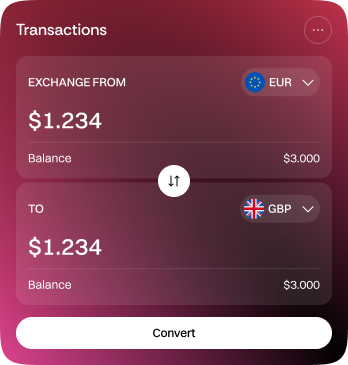 Transactions
EXCHANGE FROM EUR
$1.234
Balance $3.000
TO GBP
$1.234
Balance $3.000
Convert